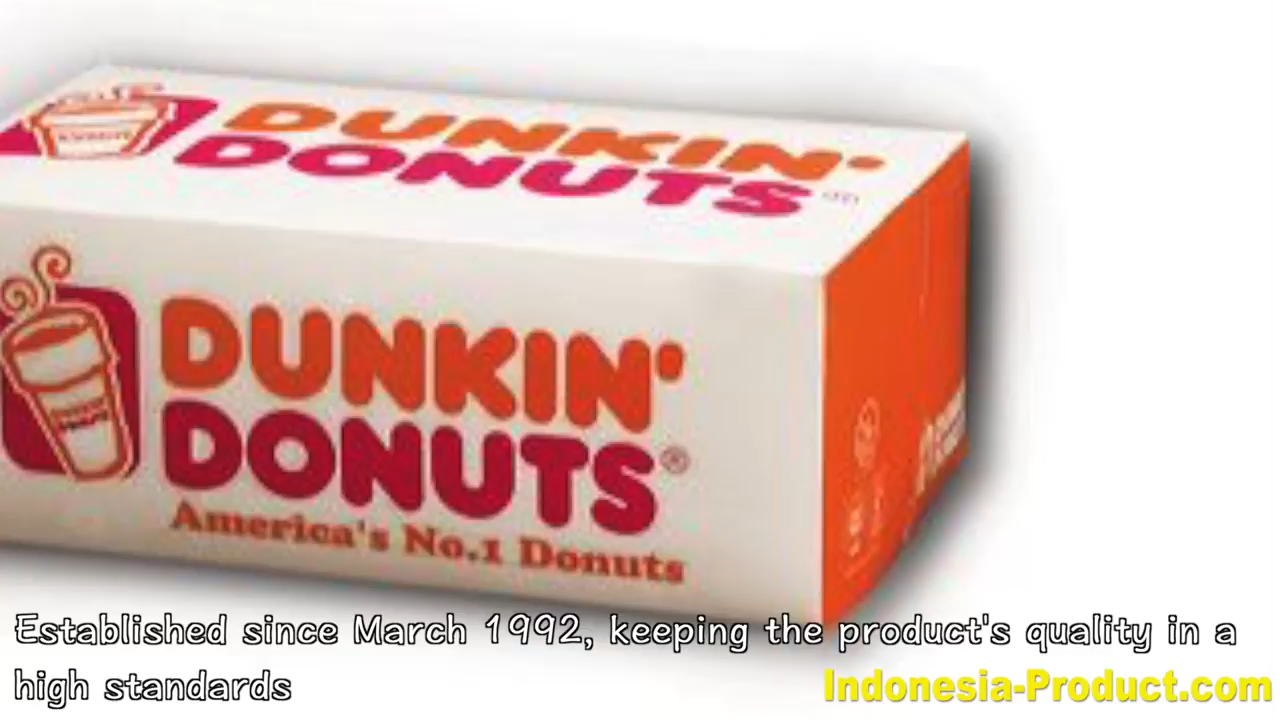 DUNKIN'
DONUTS
DUNKIN'
DONUTS®
America's No.1 Donuts
Established since March 1992, keeping the product's quality in a
high standards
Indonesia-Product.com